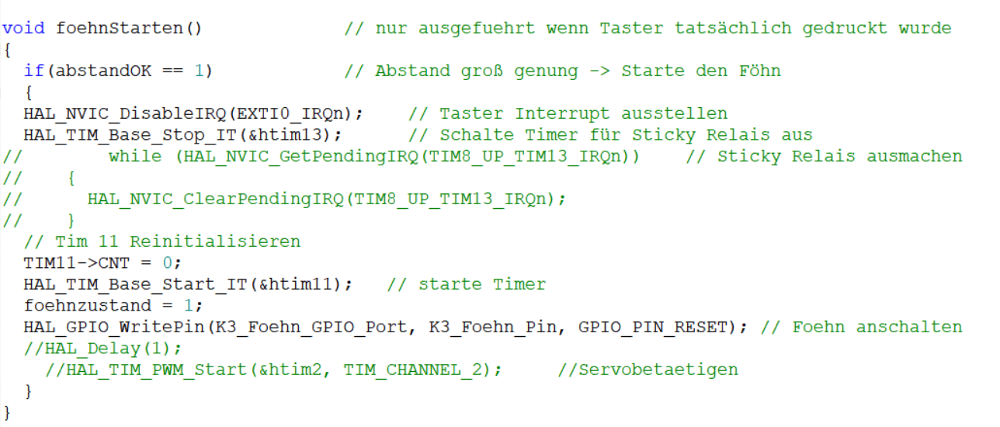 void foehnStarten()                // nur ausgefuehrt wenn Taster tatsächlich gedruckt wurde
{
  if(abstandOK == 1)               // Abstand groß genung -> Starte den Föhn
  {
  HAL_NVIC_DisableIRQ(EXTI0_IRQn);    // Taster Interrupt ausstellen
  HAL_TIM_Base_Stop_IT(&htim13);      // Schalte Timer für Sticky Relais aus
//        while (HAL_NVIC_GetPendingIRQ(TIM8_UP_TIM13_IRQn))    // Sticky Relais ausmachen
//    {
//      HAL_NVIC_ClearPendingIRQ(TIM8_UP_TIM13_IRQn);
//    }
  // Tim 11 Reinitialisieren
  TIM11->CNT = 0;
  HAL_TIM_Base_Start_IT(&htim11);   // starte Timer
  foehnzustand = 1;
  HAL_GPIO_WritePin(K3_Foehn_GPIO_Port, K3_Foehn_Pin, GPIO_PIN_RESET); // Foehn anschalten
  //HAL_Delay(1);
    //HAL_TIM_PWM_Start(&htim2, TIM_CHANNEL_2);     //Servobetaetigen
  }
}